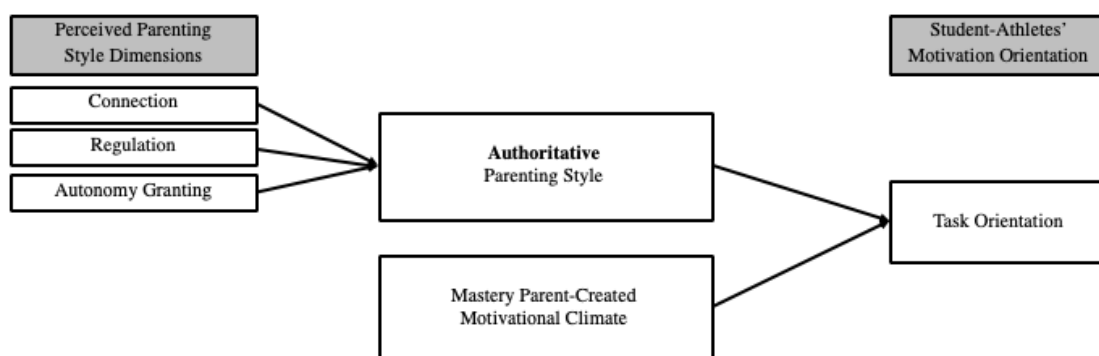 Perceived Parenting
Style Dimensions
Student-Athletes'
Motivation Orientation
Connection
Regulation
Autonomy Granting
Authoritative
Parenting Style
Task Orientation
Mastery Parent-Created
Motivational Climate